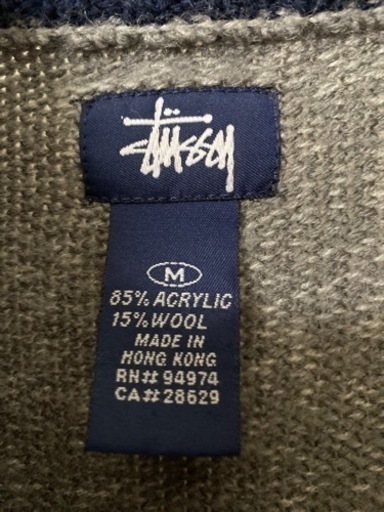 Stüssy
M
85% ACRYLIC
15% WOOL
MADE IN
HONG KONG
RN# 94974
CA# 28629